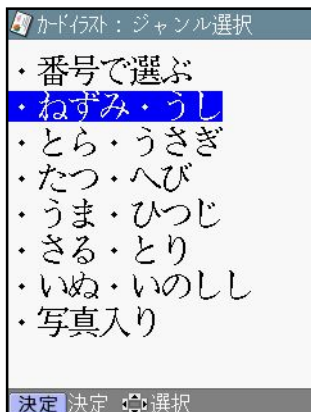 カードイラスト：ジャンル選択
・番号で選ぶ
・ねずみ・うし
・とら・うさぎ
・たつ・へび
・うま・ひつじ
・さる・とり
・いぬ・いのしし
・写真入り
決定 決定 選択